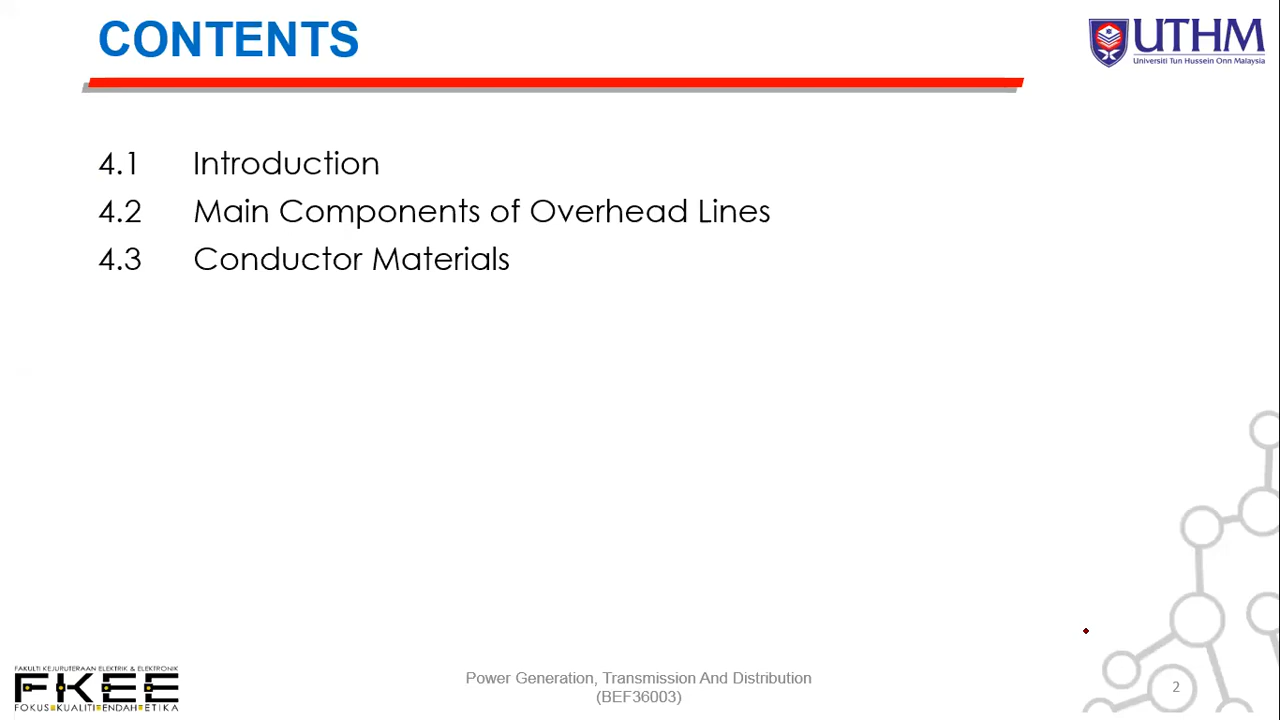 CONTENTS
UTHM
Universiti Tun Hussein Onn Malaysia
4.1 Introduction
4.2 Main Components of Overhead Lines
4.3 Conductor Materials
FAKULTI KEJURUTERAAN ELEKTRIK & ELEKTRONIK
FKEE
FOKUS KUALITI ENDAH ETIKA
Power Generation, Transmission And Distribution
(BEF36003)
2